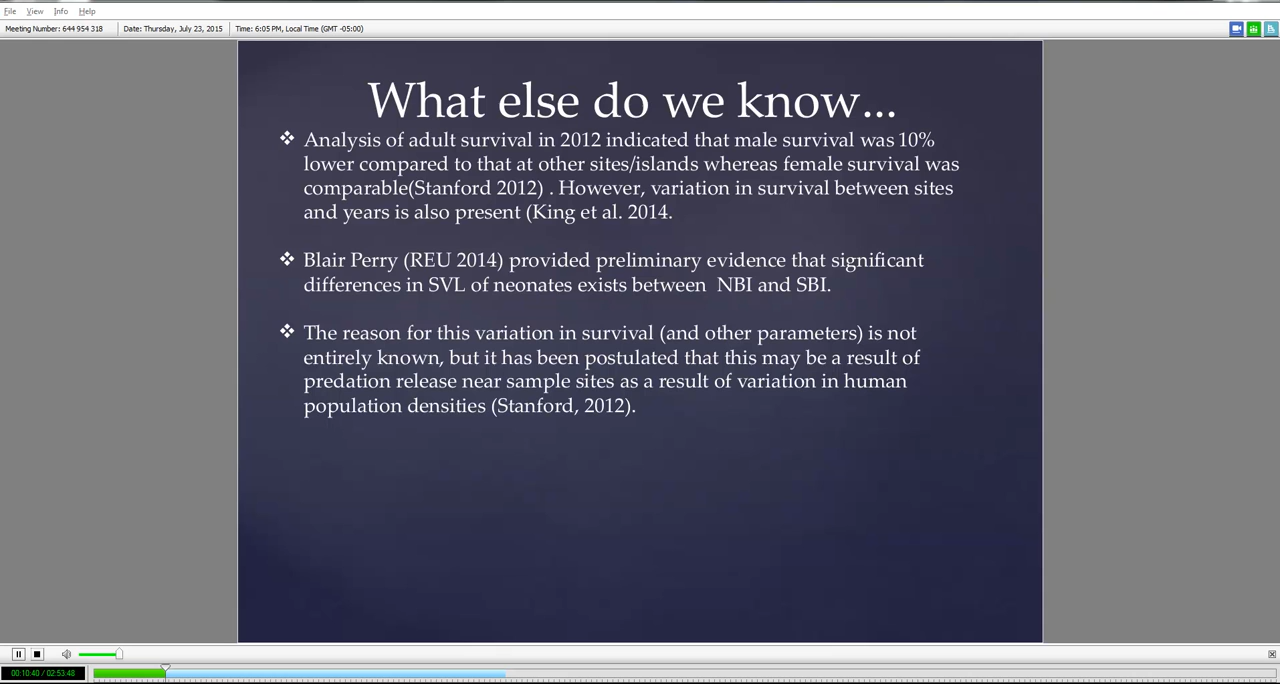 File View Info Help
Meeting Number: 644 954 318 Date: Thursday, July 23, 2015 Time: 6:05 PM, Local Time (GMT -05:00)
What else do we know...
❖ Analysis of adult survival in 2012 indicated that male survival was 10%
lower compared to that at other sites/islands whereas female survival was
comparable(Stanford 2012) . However, variation in survival between sites
and years is also present (King et al. 2014.
❖ Blair Perry (REU 2014) provided preliminary evidence that significant
differences in SVL of neonates exists between NBI and SBI.
❖ The reason for this variation in survival (and other parameters) is not
entirely known, but it has been postulated that this may be a result of
predation release near sample sites as a result of variation in human
population densities (Stanford, 2012).
00:10:40 / 02:53:48